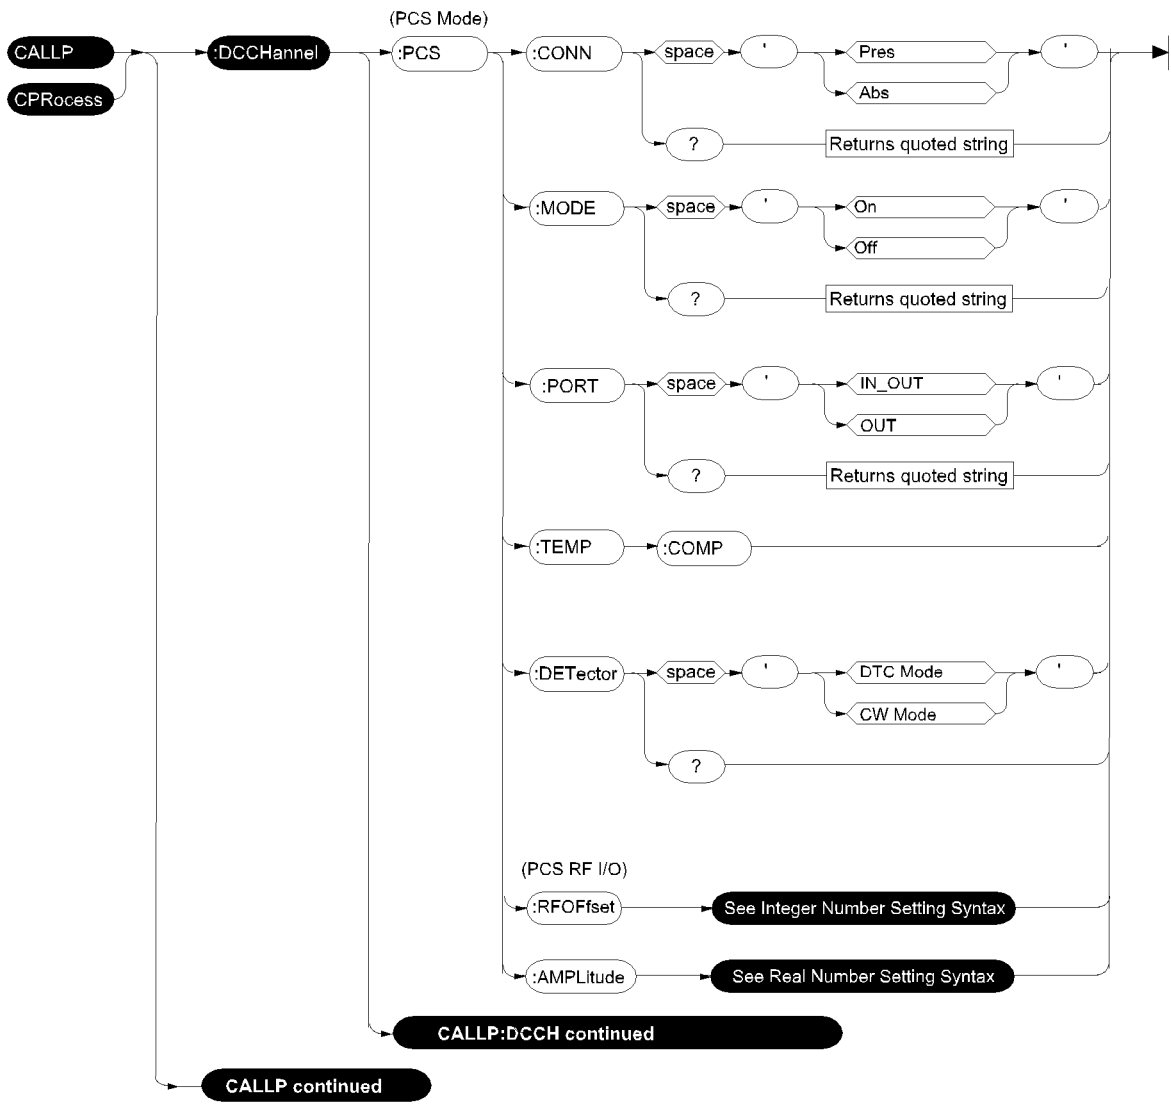 (PCS Mode)
CALLP :DCCHannel :PCS :CONN space ' Pres '
CPRocess Abs
? Returns quoted string
:MODE space ' On '
Off
? Returns quoted string
:PORT space ' IN_OUT '
OUT
? Returns quoted string
:TEMP :COMP
:DETector space ' DTC Mode '
CW Mode
?
(PCS RF I/O)
:RFOFfset See Integer Number Setting Syntax
:AMPLitude See Real Number Setting Syntax
CALLP:DCCH continued
CALLP continued